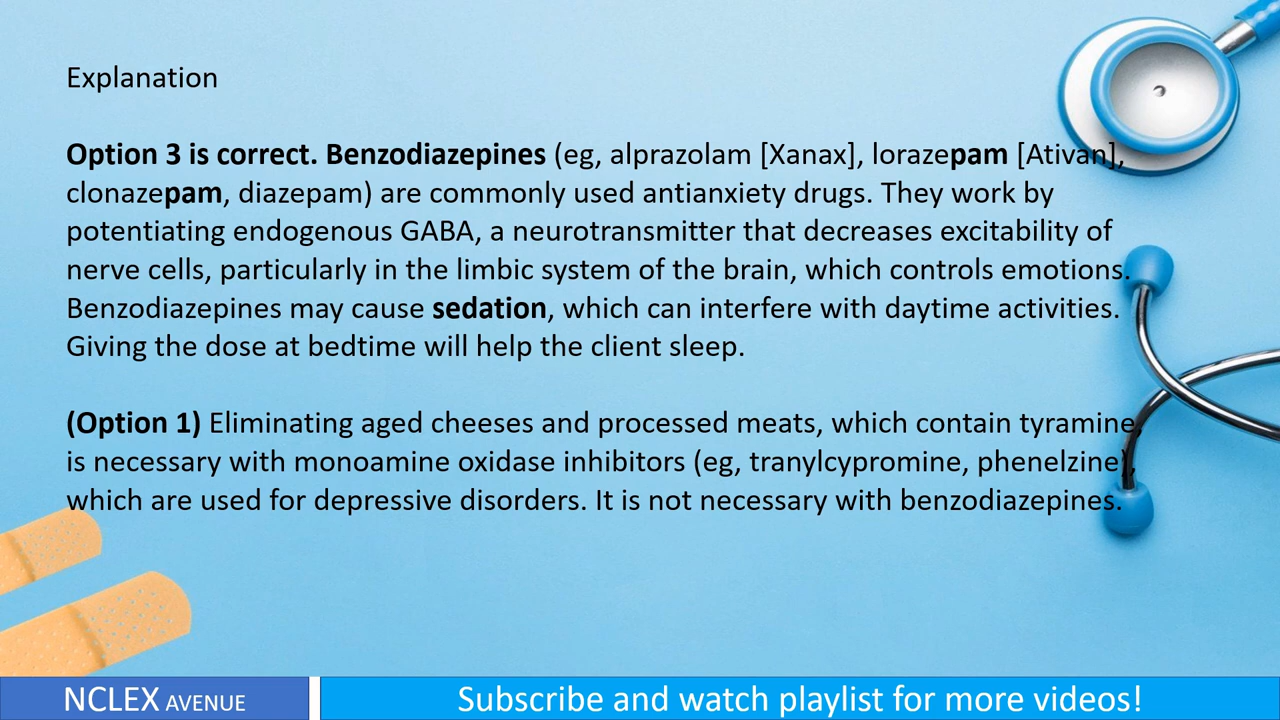 Explanation
Option 3 is correct. Benzodiazepines (eg, alprazolam [Xanax], lorazepam [Ativan],
clonazepam, diazepam) are commonly used antianxiety drugs. They work by
potentiating endogenous GABA, a neurotransmitter that decreases excitability of
nerve cells, particularly in the limbic system of the brain, which controls emotions.
Benzodiazepines may cause sedation, which can interfere with daytime activities.
Giving the dose at bedtime will help the client sleep.
(Option 1) Eliminating aged cheeses and processed meats, which contain tyramine,
is necessary with monoamine oxidase inhibitors (eg, tranylcypromine, phenelzine),
which are used for depressive disorders. It is not necessary with benzodiazepines.
NCLEX AVENUE
Subscribe and watch playlist for more videos!